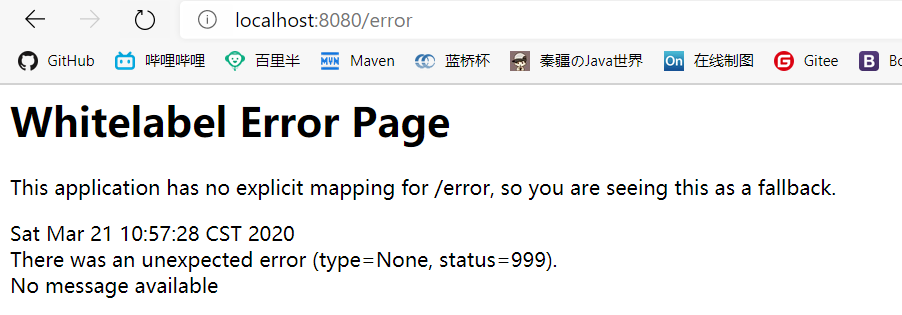 localhost:8080/error
GitHub 哔哩哔哩 百里半 MVN Maven 蓝桥杯 秦疆のJava世界 On 在线制图 G Gitee B Bo
Whitelabel Error Page
This application has no explicit mapping for /error, so you are seeing this as a fallback.
Sat Mar 21 10:57:28 CST 2020
There was an unexpected error (type=None, status=999).
No message available